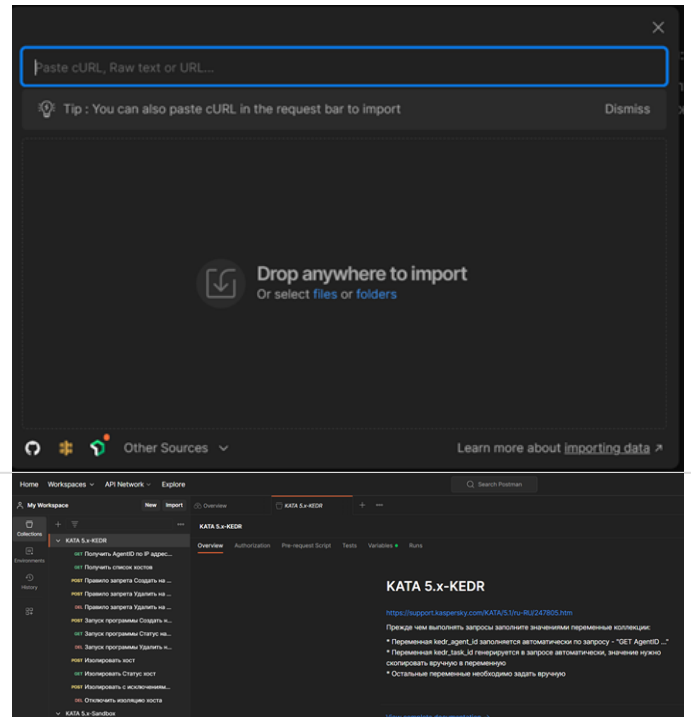 Paste cURL, Raw text or URL...
Tip : You can also paste cURL in the request bar to import
Dismiss
Drop anywhere to import
Or select files or folders
Other Sources
Learn more about importing data
Home Workspaces API Network Explore
Search Postman
My Workspace New Import Overview KATA 5.x-KEDR
Collections
Environments
History
KATA 5.x-KEDR
GET Получить AgentID по IP адрес...
GET Получить список хостов
POST Правило запрета Создать на ...
POST Правило запрета Удалить на ...
DEL Правило запрета Удалить на ...
POST Запуск программы Создать н...
GET Запуск программы Статус на...
DEL Запуск программы Удалить н...
POST Изолировать хост
GET Изолировать Статус хост
POST Изолировать с исключениям...
DEL Отключить изоляцию хоста
KATA 5.x-Sandbox
KATA 5.x-KEDR
Overview Authorization Pre-request Script Tests Variables Runs
KATA 5.x-KEDR
https://support.kaspersky.com/KATA/5.1/ru-RU/247805.htm
Прежде чем выполнять запросы заполните значениями переменные коллекции:
* Переменная kedr_agent_id заполняется автоматически по запросу - "GET AgentID ..."
* Переменная kedr_task_id генерируется в запросе автоматически, значение нужно
скопировать вручную в переменную
* Остальные переменные необходимо задать вручную